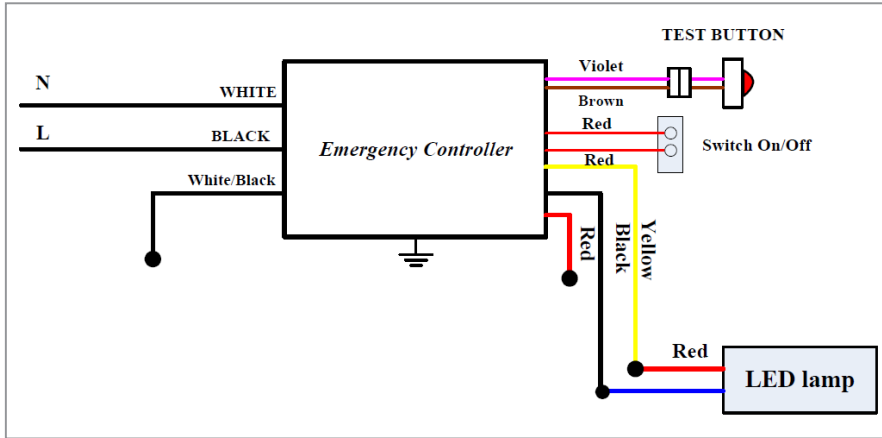 TEST BUTTON
N
WHITE
Violet
Brown
L
BLACK
Emergency Controller
Red
Switch On/Off
Red
White/Black
Red
Black
Yellow
Red
LED lamp